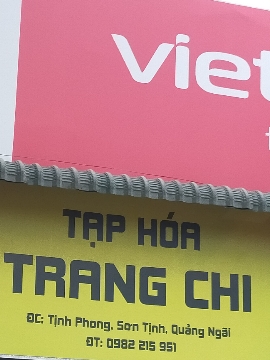 viet
TẠP HÓA
TRANG CHI
ĐC: Tịnh Phong, Sơn Tịnh, Quảng Ngãi
ĐT: 0982 215 951